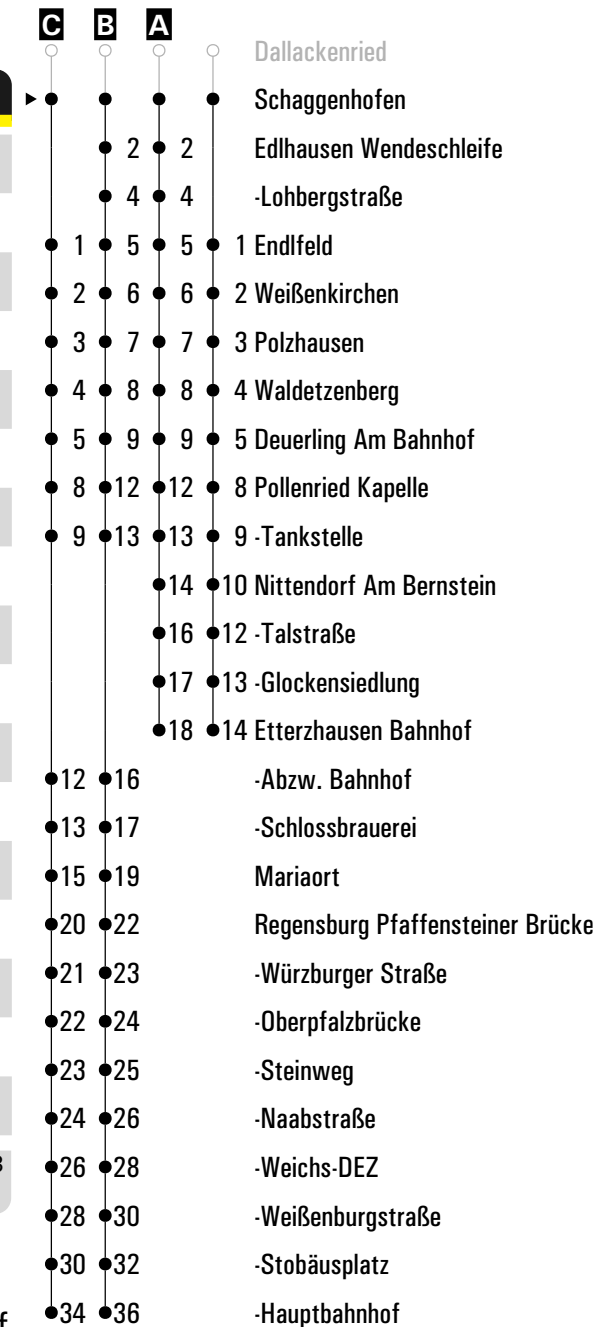 C B A
Dallackenried
Schaggenhofen
2 2 Edlhausen Wendeschleife
4 4 -Lohbergstraße
1 5 5 1 Endlfeld
2 6 6 2 Weißenkirchen
3 7 7 3 Polzhausen
4 8 8 4 Waldetzenberg
5 9 9 5 Deuerling Am Bahnhof
8 12 12 8 Pollenried Kapelle
9 13 13 9 -Tankstelle
14 10 Nittendorf Am Bernstein
16 12 -Talstraße
17 13 -Glockensiedlung
18 14 Etterzhausen Bahnhof
12 16 -Abzw. Bahnhof
13 17 -Schlossbrauerei
15 19 Mariaort
20 22 Regensburg Pfaffensteiner Brücke
21 23 -Würzburger Straße
22 24 -Oberpfalzbrücke
23 25 -Steinweg
24 26 -Naabstraße
26 28 -Weichs-DEZ
28 30 -Weißenburgstraße
30 32 -Stobäusplatz
34 36 -Hauptbahnhof